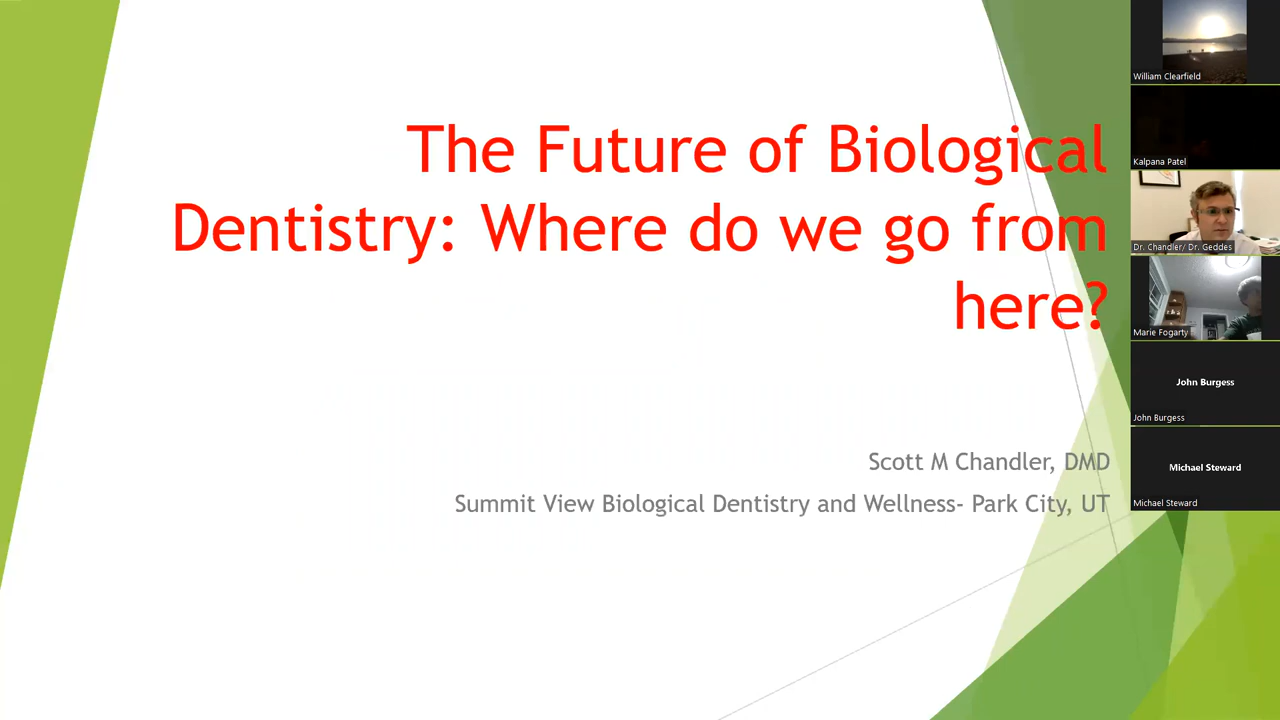 The Future of Biological
Dentistry: Where do we go from
here?
Scott M Chandler, DMD
Summit View Biological Dentistry and Wellness- Park City, UT
William Clearfield
Kalpana Patel
Dr. Chandler/ Dr. Geddes
Marie Fogarty
John Burgess
John Burgess
Michael Steward
Michael Steward